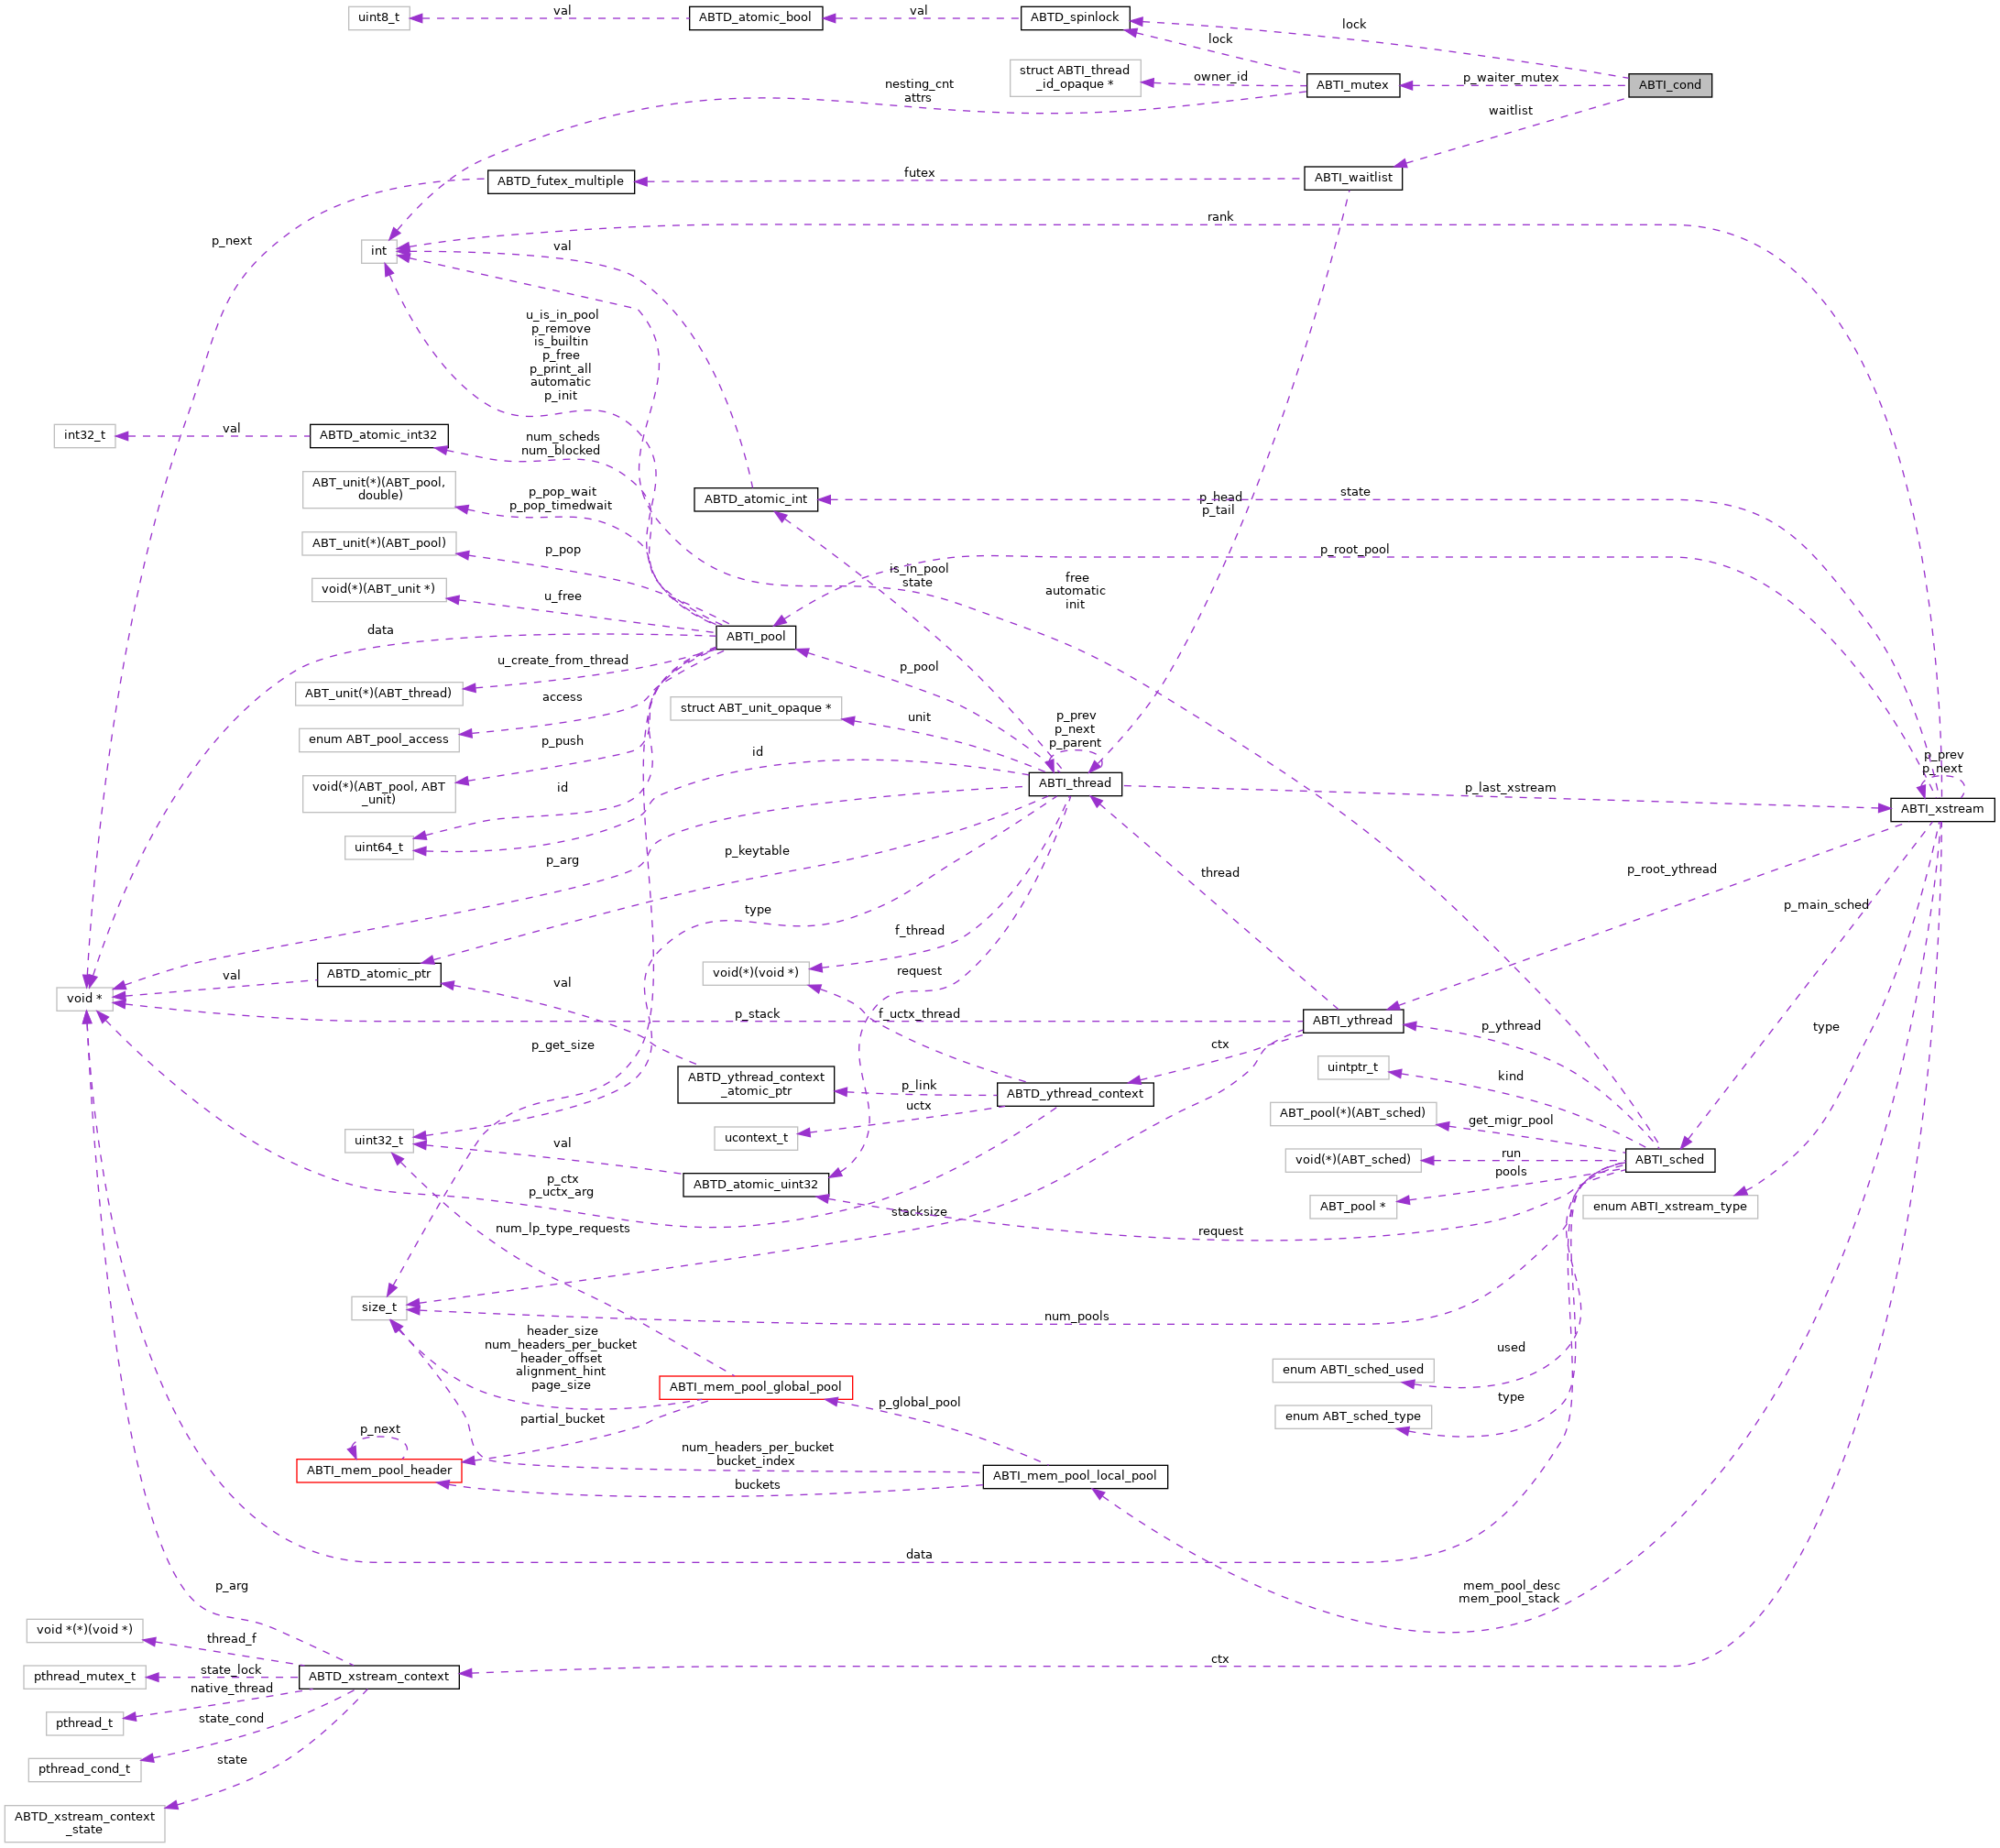 uint8_t
val
ABTD_atomic_bool
val
ABTD_spinlock
lock
lock
struct ABTI_thread
_id_opaque *
owner_id
ABTI_mutex
p_waiter_mutex
ABTI_cond
nesting_cnt
attrs
waitlist
ABTD_futex_multiple
futex
ABTI_waitlist
p_next
int
val
rank
u_is_in_pool
p_remove
is_builtin
p_free
p_print_all
automatic
p_init
int32_t
val
ABTD_atomic_int32
num_scheds
num_blocked
ABT_unit(*)(ABT_pool,
double)
p_pop_wait
p_pop_timedwait
ABTD_atomic_int
p_head
p_tail
state
ABT_unit(*)(ABT_pool)
p_pop
is_in_pool
state
p_root_pool
void(*)(ABT_unit *)
u_free
free
automatic
init
data
ABTI_pool
u_create_from_thread
ABT_unit(*)(ABT_thread)
p_pool
access
struct ABT_unit_opaque *
unit
p_prev
p_next
p_parent
enum ABT_pool_access
p_push
id
p_prev
p_next
void(*)(ABT_pool, ABT
_unit)
id
ABTI_thread
p_last_xstream
ABTI_xstream
uint64_t
p_arg
p_keytable
thread
p_root_ythread
type
f_thread
p_main_sched
void *
val
ABTD_atomic_ptr
val
void(*)(void *)
request
p_stack
f_uctx_thread
ABTI_ythread
p_ythread
type
p_get_size
ctx
uintptr_t
kind
ABTD_ythread_context
_atomic_ptr
p_link
ABTD_ythread_context
uctx
ABT_pool(*)(ABT_sched)
get_migr_pool
uint32_t
val
ucontext_t
void(*)(ABT_sched)
run
ABTI_sched
p_ctx
p_uctx_arg
ABTD_atomic_uint32
pools
ABT_pool *
enum ABTI_xstream_type
num_lp_type_requests
stacksize
request
size_t
num_pools
header_size
num_headers_per_bucket
header_offset
alignment_hint
page_size
used
enum ABTI_sched_used
ABTI_mem_pool_global_pool
p_global_pool
type
enum ABT_sched_type
partial_bucket
p_next
ABTI_mem_pool_header
num_headers_per_bucket
bucket_index
buckets
ABTI_mem_pool_local_pool
data
p_arg
mem_pool_desc
mem_pool_stack
void *(*)(void *)
thread_f
pthread_mutex_t
state_lock
ABTD_xstream_context
ctx
native_thread
pthread_t
state_cond
pthread_cond_t
state
ABTD_xstream_context
_state